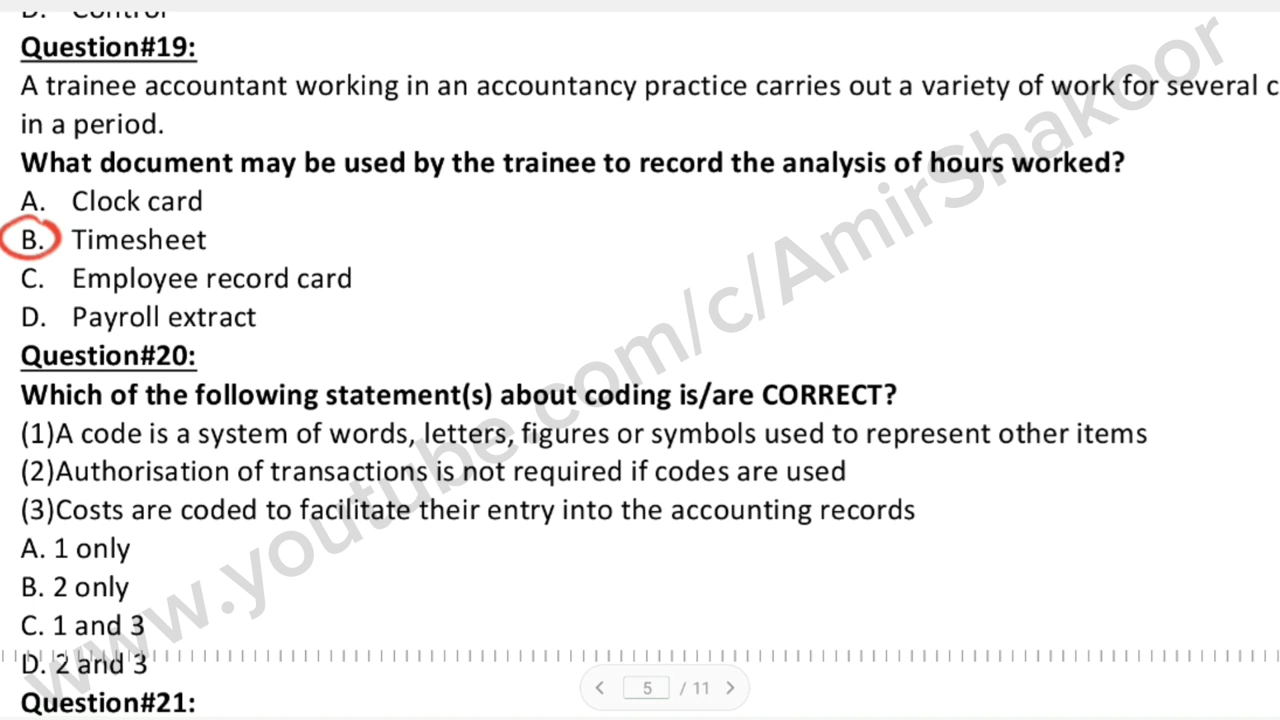 D. Control
Question#19:
A trainee accountant working in an accountancy practice carries out a variety of work for several c
in a period.
What document may be used by the trainee to record the analysis of hours worked?
A. Clock card
B. Timesheet
C. Employee record card
D. Payroll extract
Question#20:
Which of the following statement(s) about coding is/are CORRECT?
(1)A code is a system of words, letters, figures or symbols used to represent other items
(2)Authorisation of transactions is not required if codes are used
(3)Costs are coded to facilitate their entry into the accounting records
A. 1 only
B. 2 only
C. 1 and 3
D. 2 and 3
Question#21:
5 / 11
www.youtube.com/c/AmirShakoor